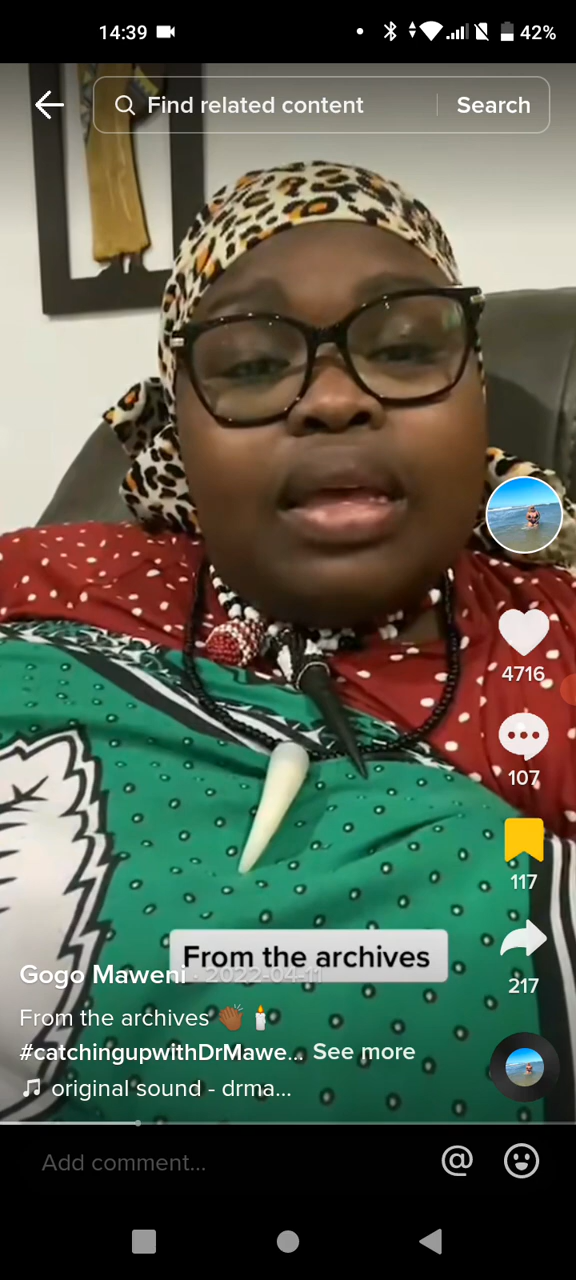 14:39
42%
Find related content
Search
4716
107
117
217
From the archives
Gogo Maweni · 2022-04-11
From the archives 👏🏾🕯️
#catchingupwithDrMawe... See more
original sound - drma...
Add comment...
@